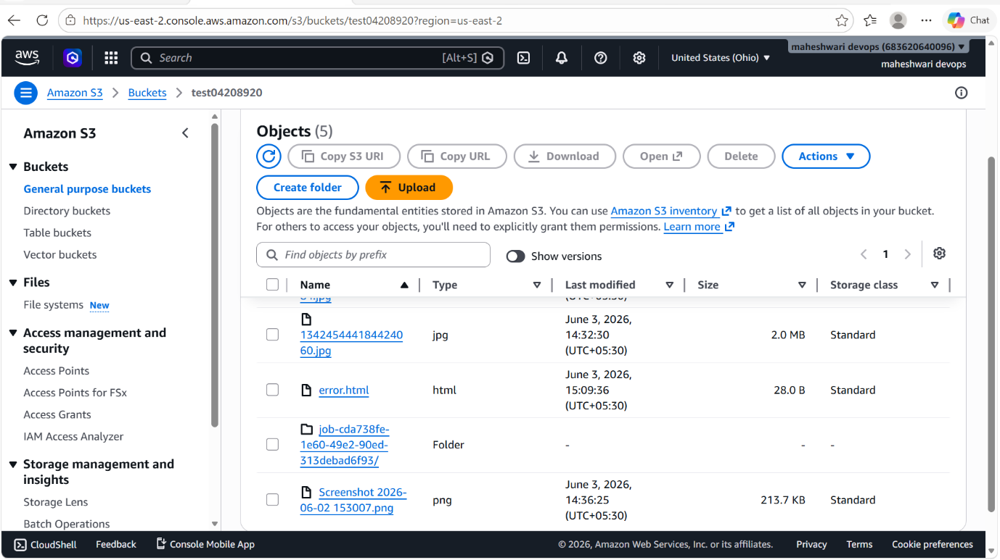 https://us-east-2.console.aws.amazon.com/s3/buckets/test04208920?region=us-east-2
Chat
aws
Search
[Alt+S]
United States (Ohio)
maheshwari devops (683620640096)
maheshwari devops
Amazon S3
Buckets
test04208920
Amazon S3
Buckets
General purpose buckets
Directory buckets
Table buckets
Vector buckets
Files
File systems New
Access management and
security
Access Points
Access Points for FSx
Access Grants
IAM Access Analyzer
Storage management and
insights
Storage Lens
Batch Operations
Objects (5)
Copy S3 URI
Copy URL
Download
Open
Delete
Actions
Create folder
Upload
Objects are the fundamental entities stored in Amazon S3. You can use Amazon S3 inventory to get a list of all objects in your bucket.
For others to access your objects, you'll need to explicitly grant them permissions. Learn more
Find objects by prefix
Show versions
1
Name
Type
Last modified
Size
Storage class
(UTC+05:30)
1342454441844240
60.jpg
jpg
June 3, 2026,
14:32:30
(UTC+05:30)
2.0 MB
Standard
error.html
html
June 3, 2026,
15:09:36
(UTC+05:30)
28.0 B
Standard
job-cda738fe-
1e60-49e2-90ed-
313debad6f93/
Folder
-
-
-
Screenshot 2026-
06-02 153007.png
png
June 3, 2026,
14:36:25
(UTC+05:30)
213.7 KB
Standard
CloudShell
Feedback
Console Mobile App
© 2026, Amazon Web Services, Inc. or its affiliates.
Privacy
Terms
Cookie preferences